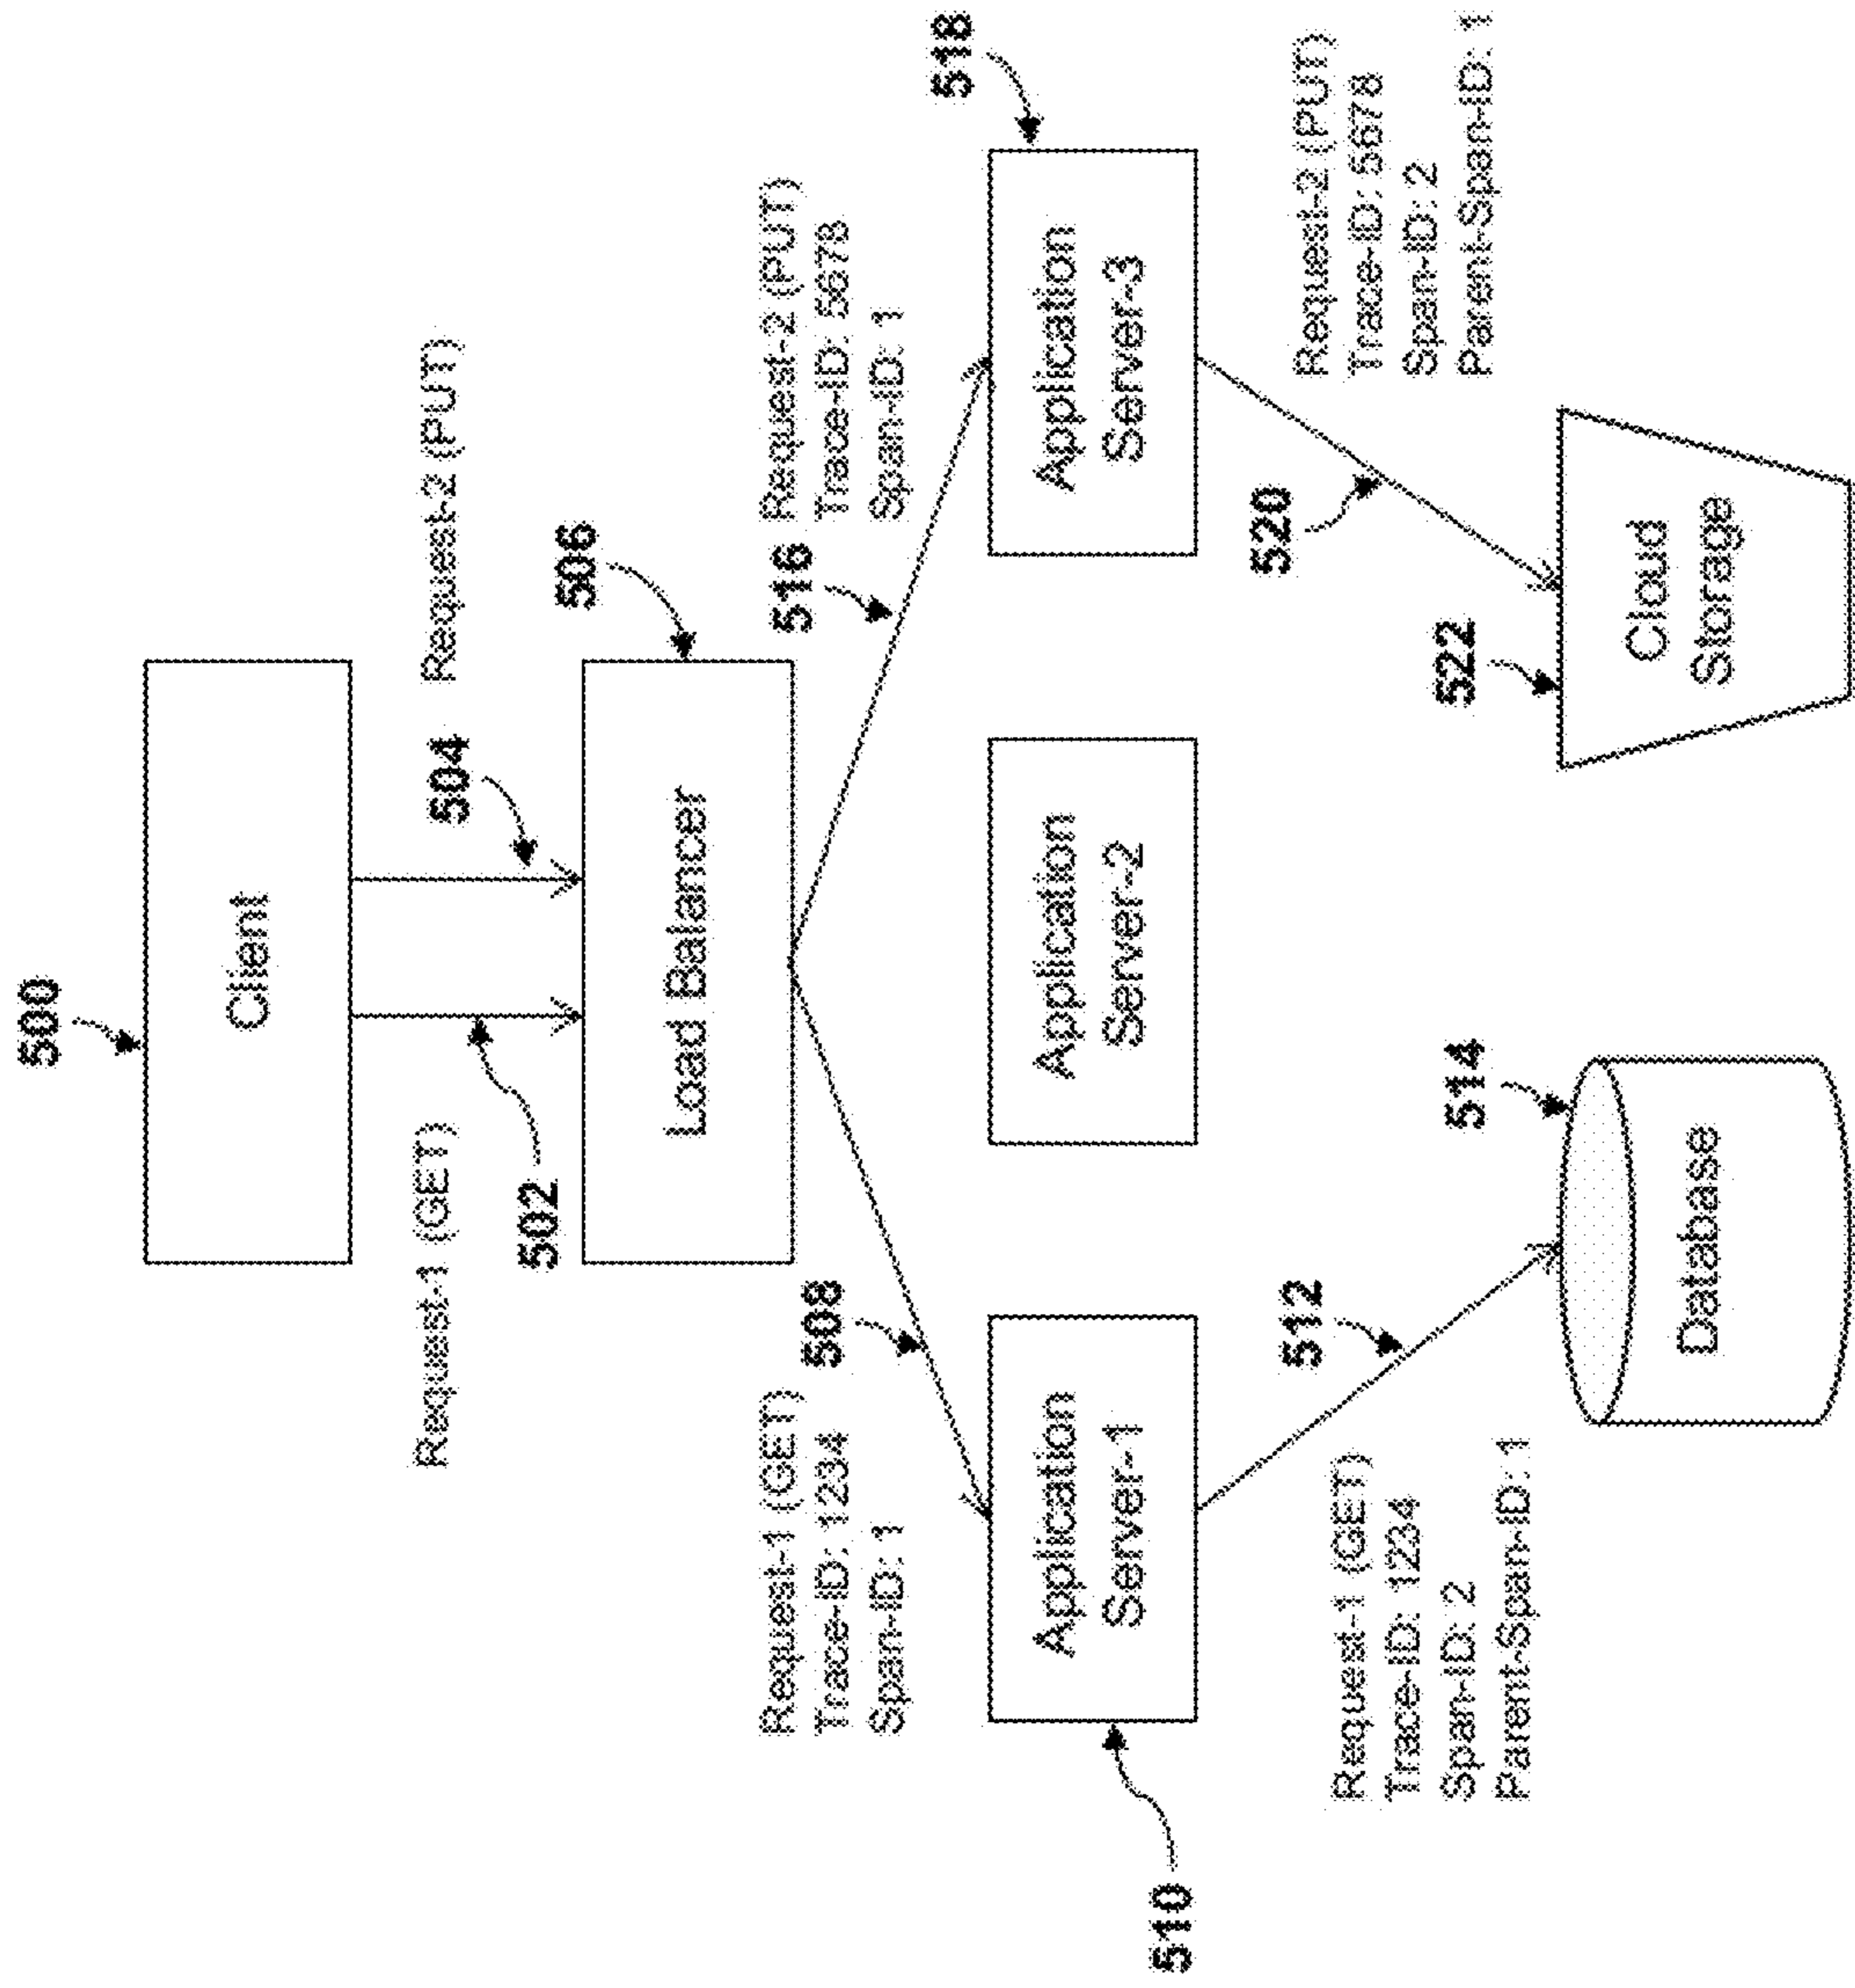 500
Client
Request-1 (GET)
502
504
Request-2 (PUT)
Load Balancer
506
Request-1 (GET)
Trace-ID: 1234
Span-ID: 1
508
516
Request-2 (PUT)
Trace-ID: 5678
Span-ID: 1
518
510
Application
Server-1
Application
Server-2
Application
Server-3
Request-1 (GET)
Trace-ID: 1234
Span-ID: 2
Parent-Span-ID: 1
512
520
Request-2 (PUT)
Trace-ID: 5678
Span-ID: 2
Parent-Span-ID: 1
514
Database
522
Cloud
Storage